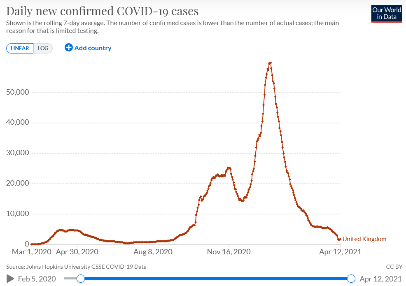 Daily new confirmed COVID-19 cases
Our World
in Data
Shown is the rolling 7-day average. The number of confirmed cases is lower than the number of actual cases; the main
reason for that is limited testing.
LINEAR LOG Add country
50,000
40,000
30,000
20,000
10,000
0
United Kingdom
Mar 1, 2020 Apr 30, 2020 Aug 8, 2020 Nov 16, 2020 Apr 12, 2021
Source: Johns Hopkins University CSSE COVID-19 Data CC BY
Feb 5, 2020 Apr 12, 2021